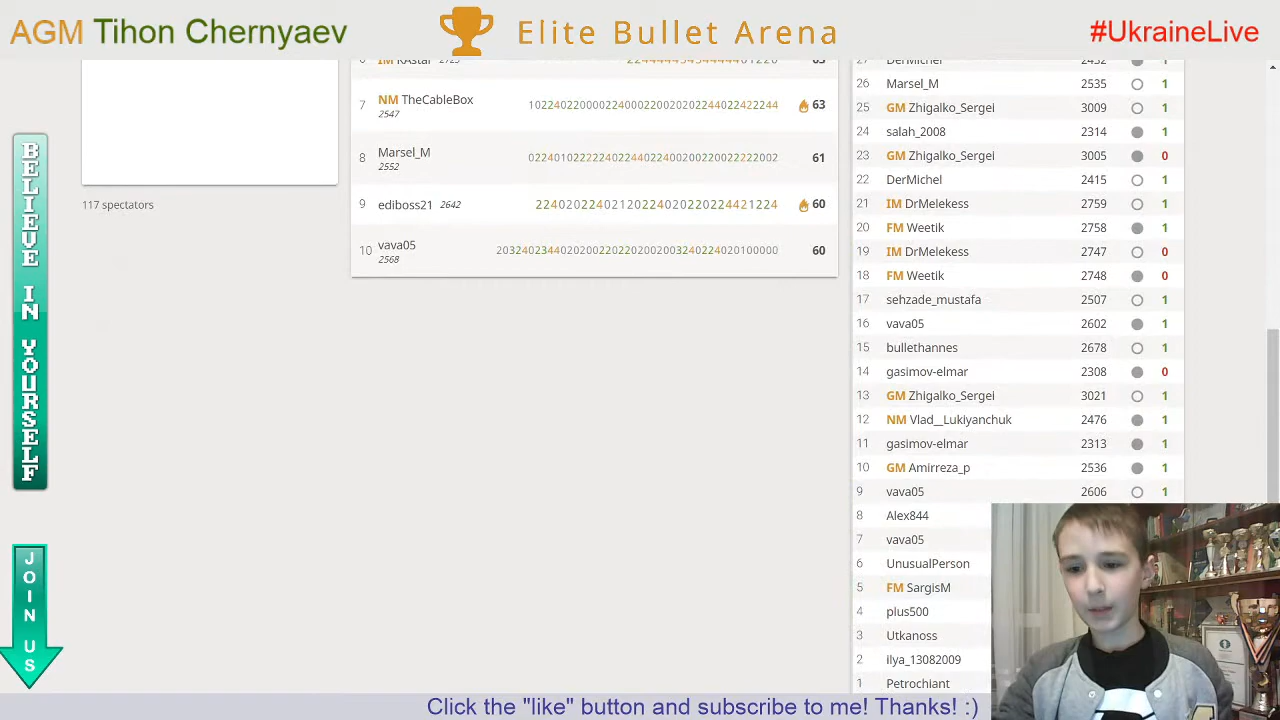 AGM Tihon Chernyaev
Elite Bullet Arena
#UkraineLive
BELIEVE IN YOURSELF
JOIN US
117 spectators
7 NM TheCableBox 2547 63
8 Marsel_M 2552 02240102222240224402240020022002222002 61
9 ediboss21 2642 60
10 vava05 2568 60
26 Marsel_M 2535 1
25 GM Zhigalko_Sergei 3009 1
24 salah_2008 2314 1
23 GM Zhigalko_Sergei 3005 0
22 DerMichel 2415 1
21 IM DrMelekess 2759 1
20 FM Weetik 2758 1
19 IM DrMelekess 2747 0
18 FM Weetik 2748 0
17 sehzade_mustafa 2507 1
16 vava05 2602 1
15 bullethannes 2678 1
14 gasimov-elmar 2308 0
13 GM Zhigalko_Sergei 3021 1
12 NM Vlad__Lukiyanchuk 2476 1
11 gasimov-elmar 2313 1
10 GM Amirreza_p 2536 1
9 vava05 2606 1
8 Alex844
7 vava05
6 UnusualPerson
5 FM SargisM
4 plus500
3 Utkanoss
2 ilya_13082009
1 Petrochiant
Click the "like" button and subscribe to me! Thanks! :)